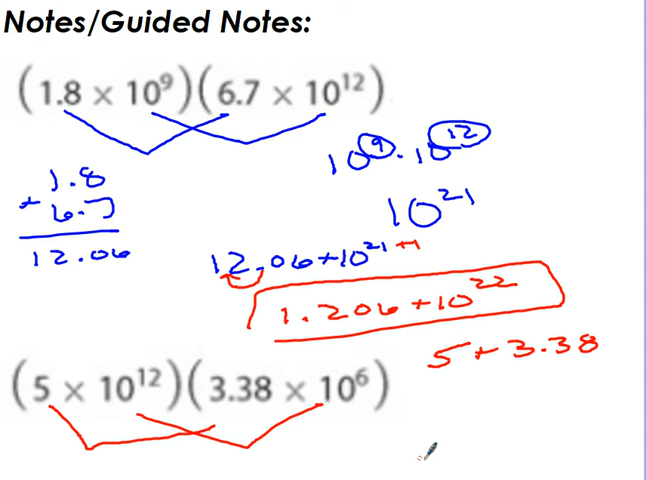 Notes/Guided Notes:
(1.8 × 10⁹)(6.7 × 10¹²)
10⁹·10¹²
1.8
+ 6.7
10²¹
12.06
12.06+10²¹ +1
1.206+10²²
5+3.38
(5 × 10¹²)(3.38 × 10⁶)